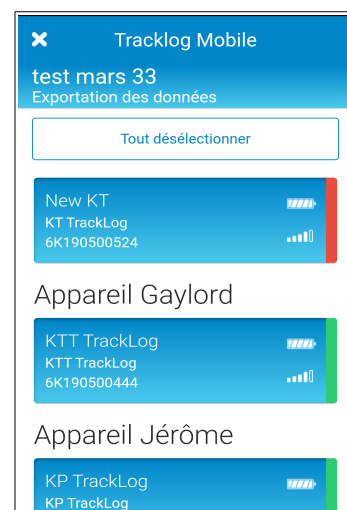 Tracklog Mobile
test mars 33
Exportation des données
Tout désélectionner
New KT
KT TrackLog
6K190500524
Appareil Gaylord
KTT TrackLog
KTT TrackLog
6K190500444
Appareil Jérôme
KP TrackLog
KP TrackLog